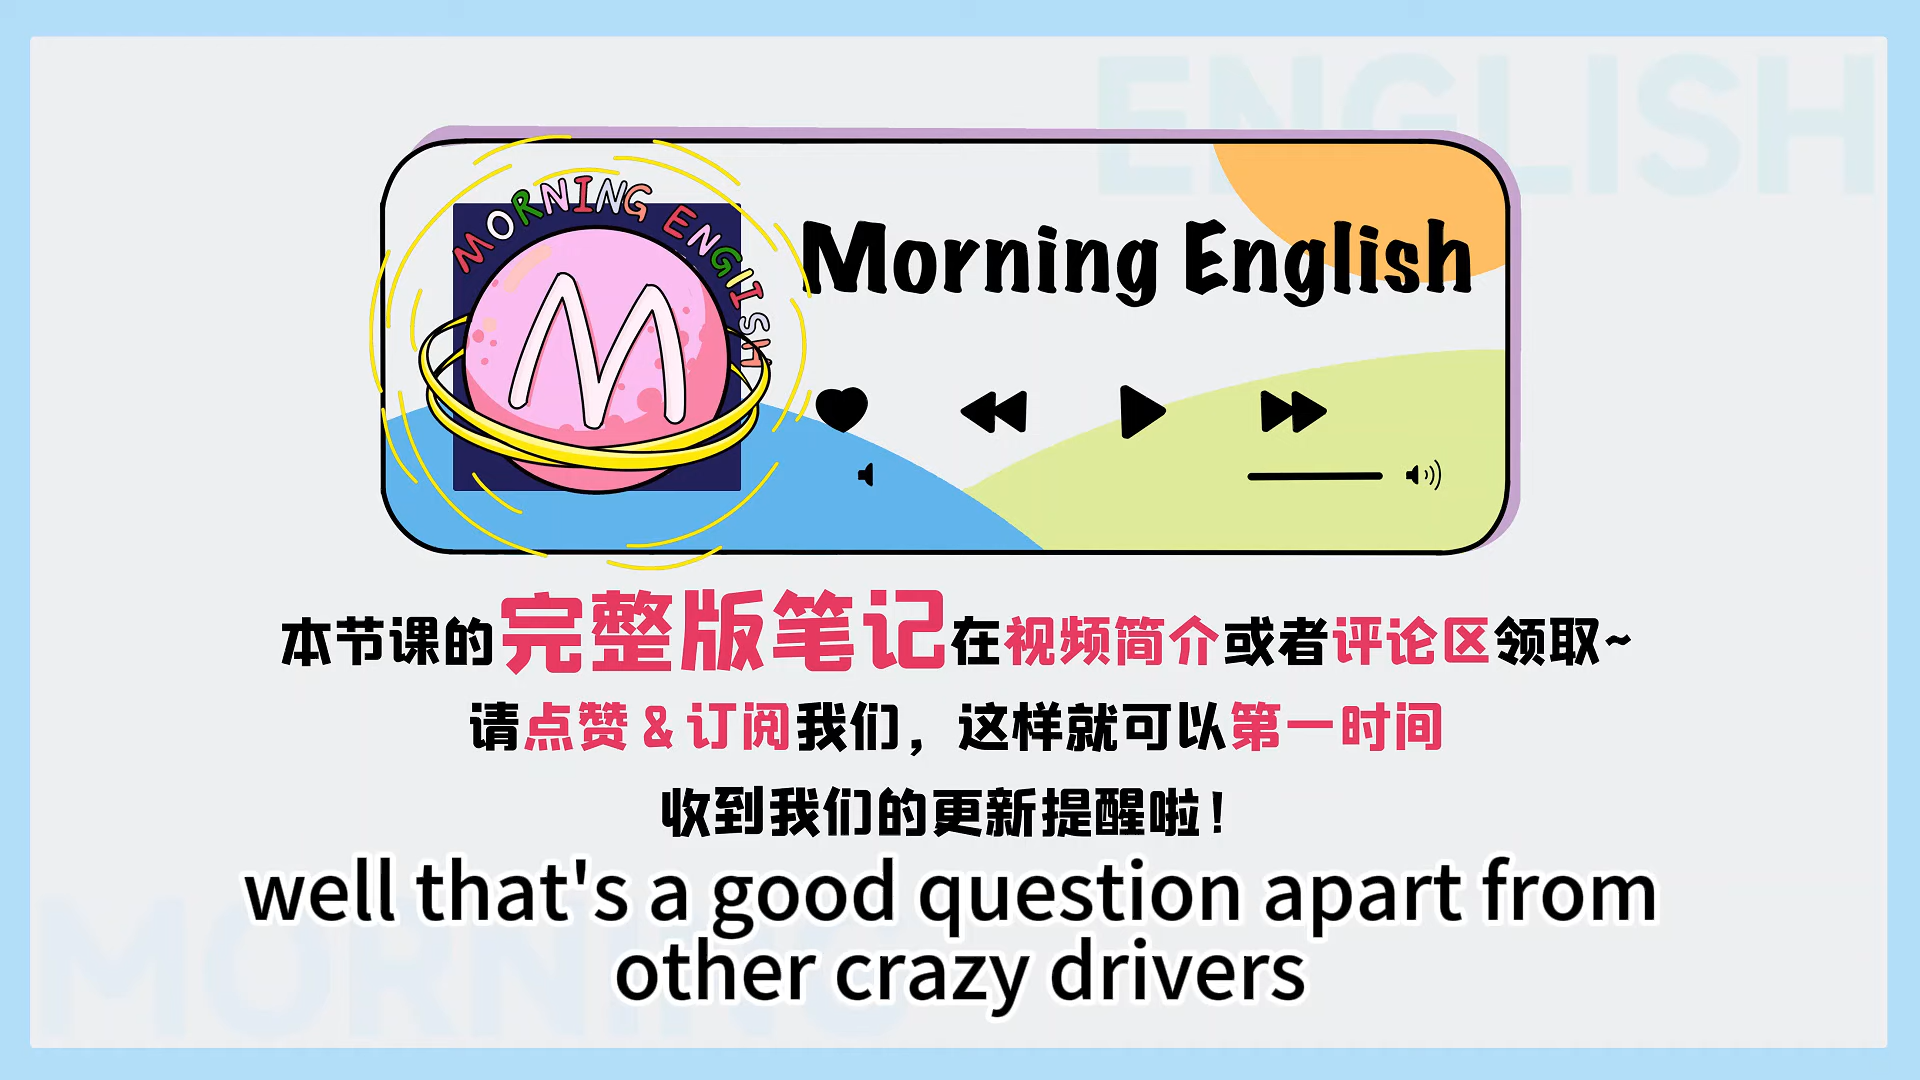 ENGLISH
MORNING ENGLISH
M
Morning English
本节课的完整版笔记在视频简介或者评论区领取~
请点赞&订阅我们，这样就可以第一时间
收到我们的更新提醒啦！
well that's a good question apart from
other crazy drivers
MORNING